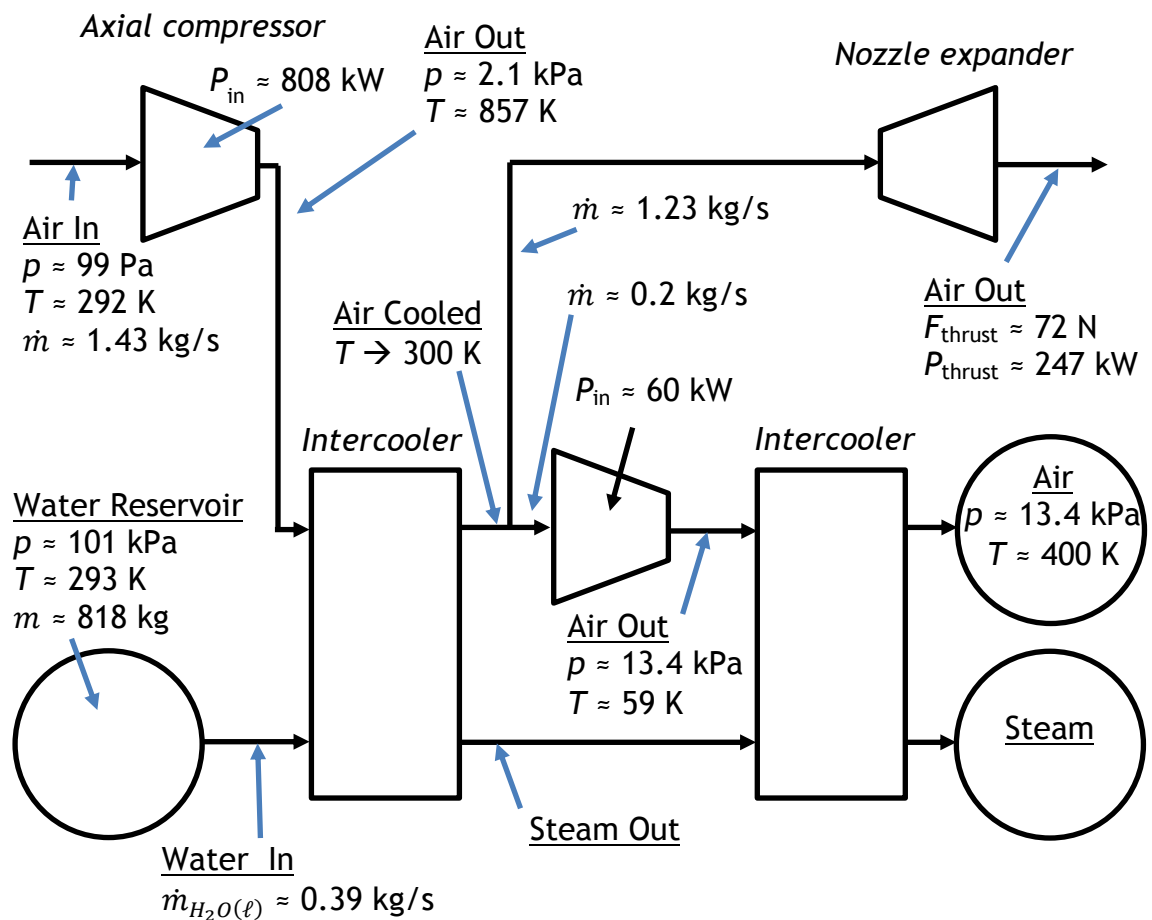 Axial compressor
P_in ≈ 808 kW
Air Out
p ≈ 2.1 kPa
T ≈ 857 K
Nozzle expander
Air In
p ≈ 99 Pa
T ≈ 292 K
ṁ ≈ 1.43 kg/s
ṁ ≈ 1.23 kg/s
ṁ ≈ 0.2 kg/s
Air Cooled
T → 300 K
Air Out
F_thrust ≈ 72 N
P_thrust ≈ 247 kW
P_in ≈ 60 kW
Intercooler
Intercooler
Water Reservoir
p ≈ 101 kPa
T ≈ 293 K
m ≈ 818 kg
Air
p ≈ 13.4 kPa
T ≈ 400 K
Air Out
p ≈ 13.4 kPa
T ≈ 59 K
Steam
Steam Out
Water In
ṁ_H₂O(ℓ) ≈ 0.39 kg/s